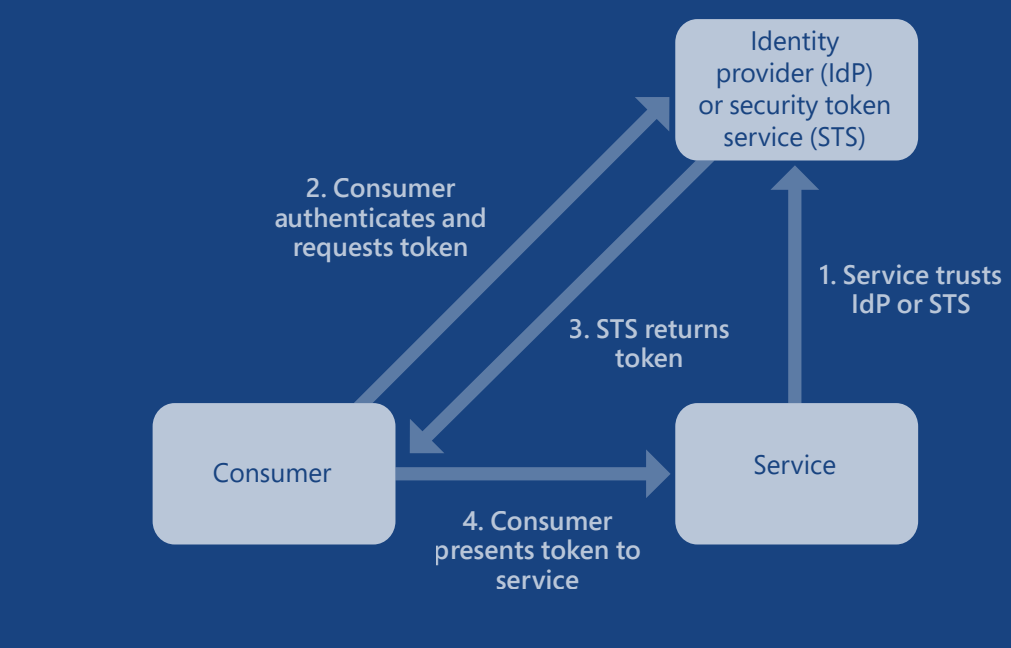 Identity
provider (IdP)
or security token
service (STS)
2. Consumer
authenticates and
requests token
1. Service trusts
IdP or STS
3. STS returns
token
Consumer
Service
4. Consumer
presents token to
service